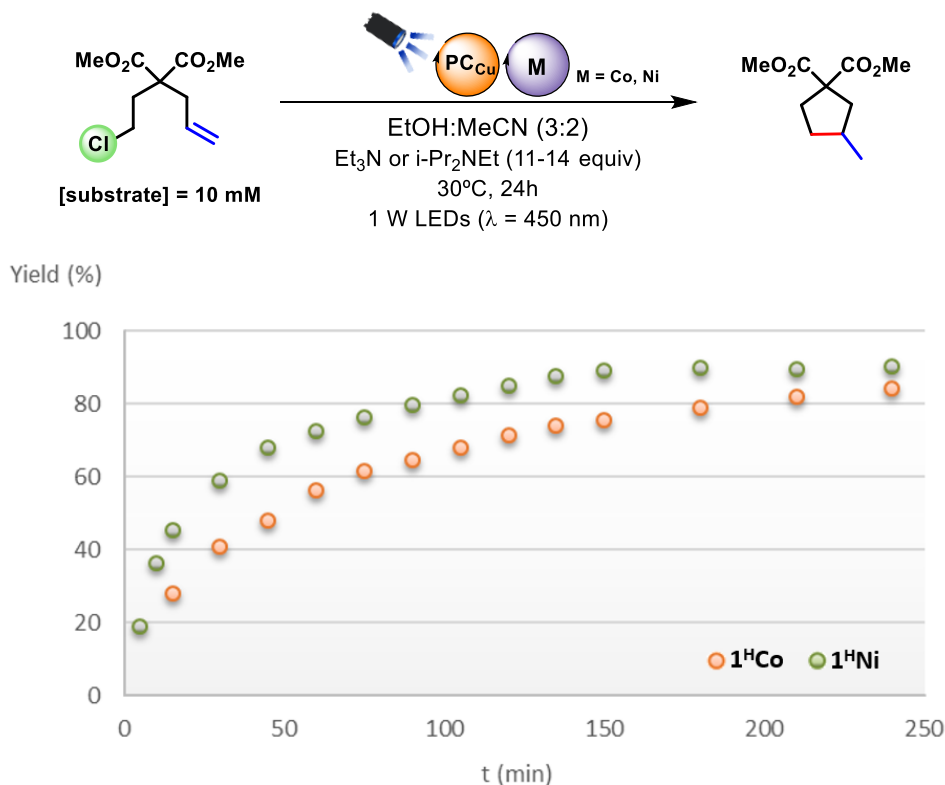 MeO₂C CO₂Me
Cl
[substrate] = 10 mM
PC_Cu M M = Co, Ni
EtOH:MeCN (3:2)
Et₃N or i-Pr₂NEt (11-14 equiv)
30ºC, 24h
1 W LEDs (λ = 450 nm)
MeO₂C CO₂Me
Yield (%)
100
80
60
40
20
0
1ᴴCo 1ᴴNi
0 50 100 150 200 250
t (min)